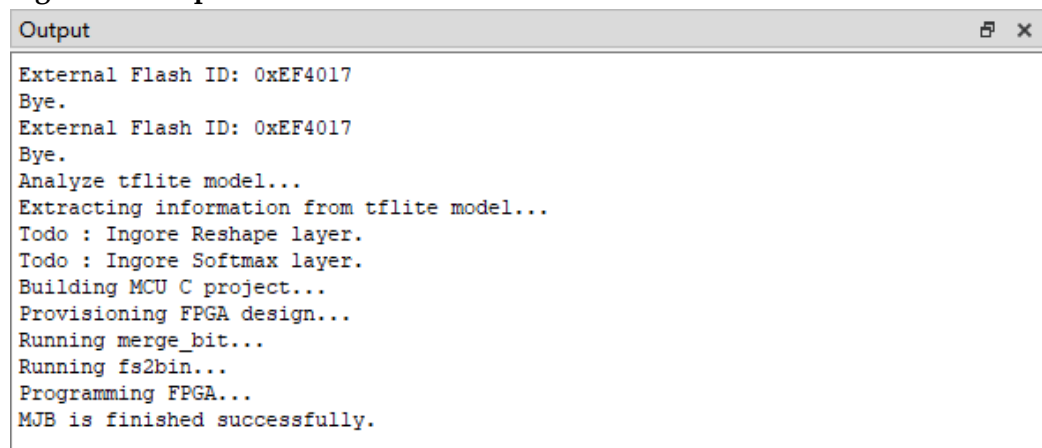 Output
External Flash ID: 0xEF4017
Bye.
External Flash ID: 0xEF4017
Bye.
Analyze tflite model...
Extracting information from tflite model...
Todo : Ingore Reshape layer.
Todo : Ingore Softmax layer.
Building MCU C project...
Provisioning FPGA design...
Running merge_bit...
Running fs2bin...
Programming FPGA...
MJB is finished successfully.